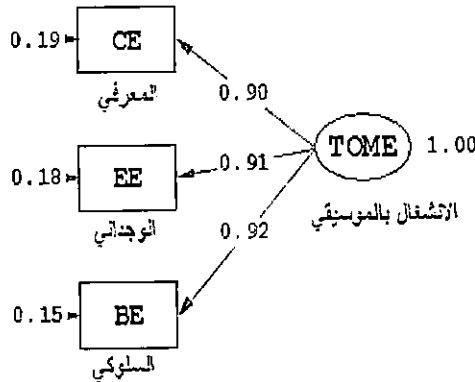 0.19 CE
المعرفي
0.90
TOME 1.00
0.91
0.18 EE
الانشغال بالموسيقي
الوجداني
0.92
0.15 BE
السلوكي